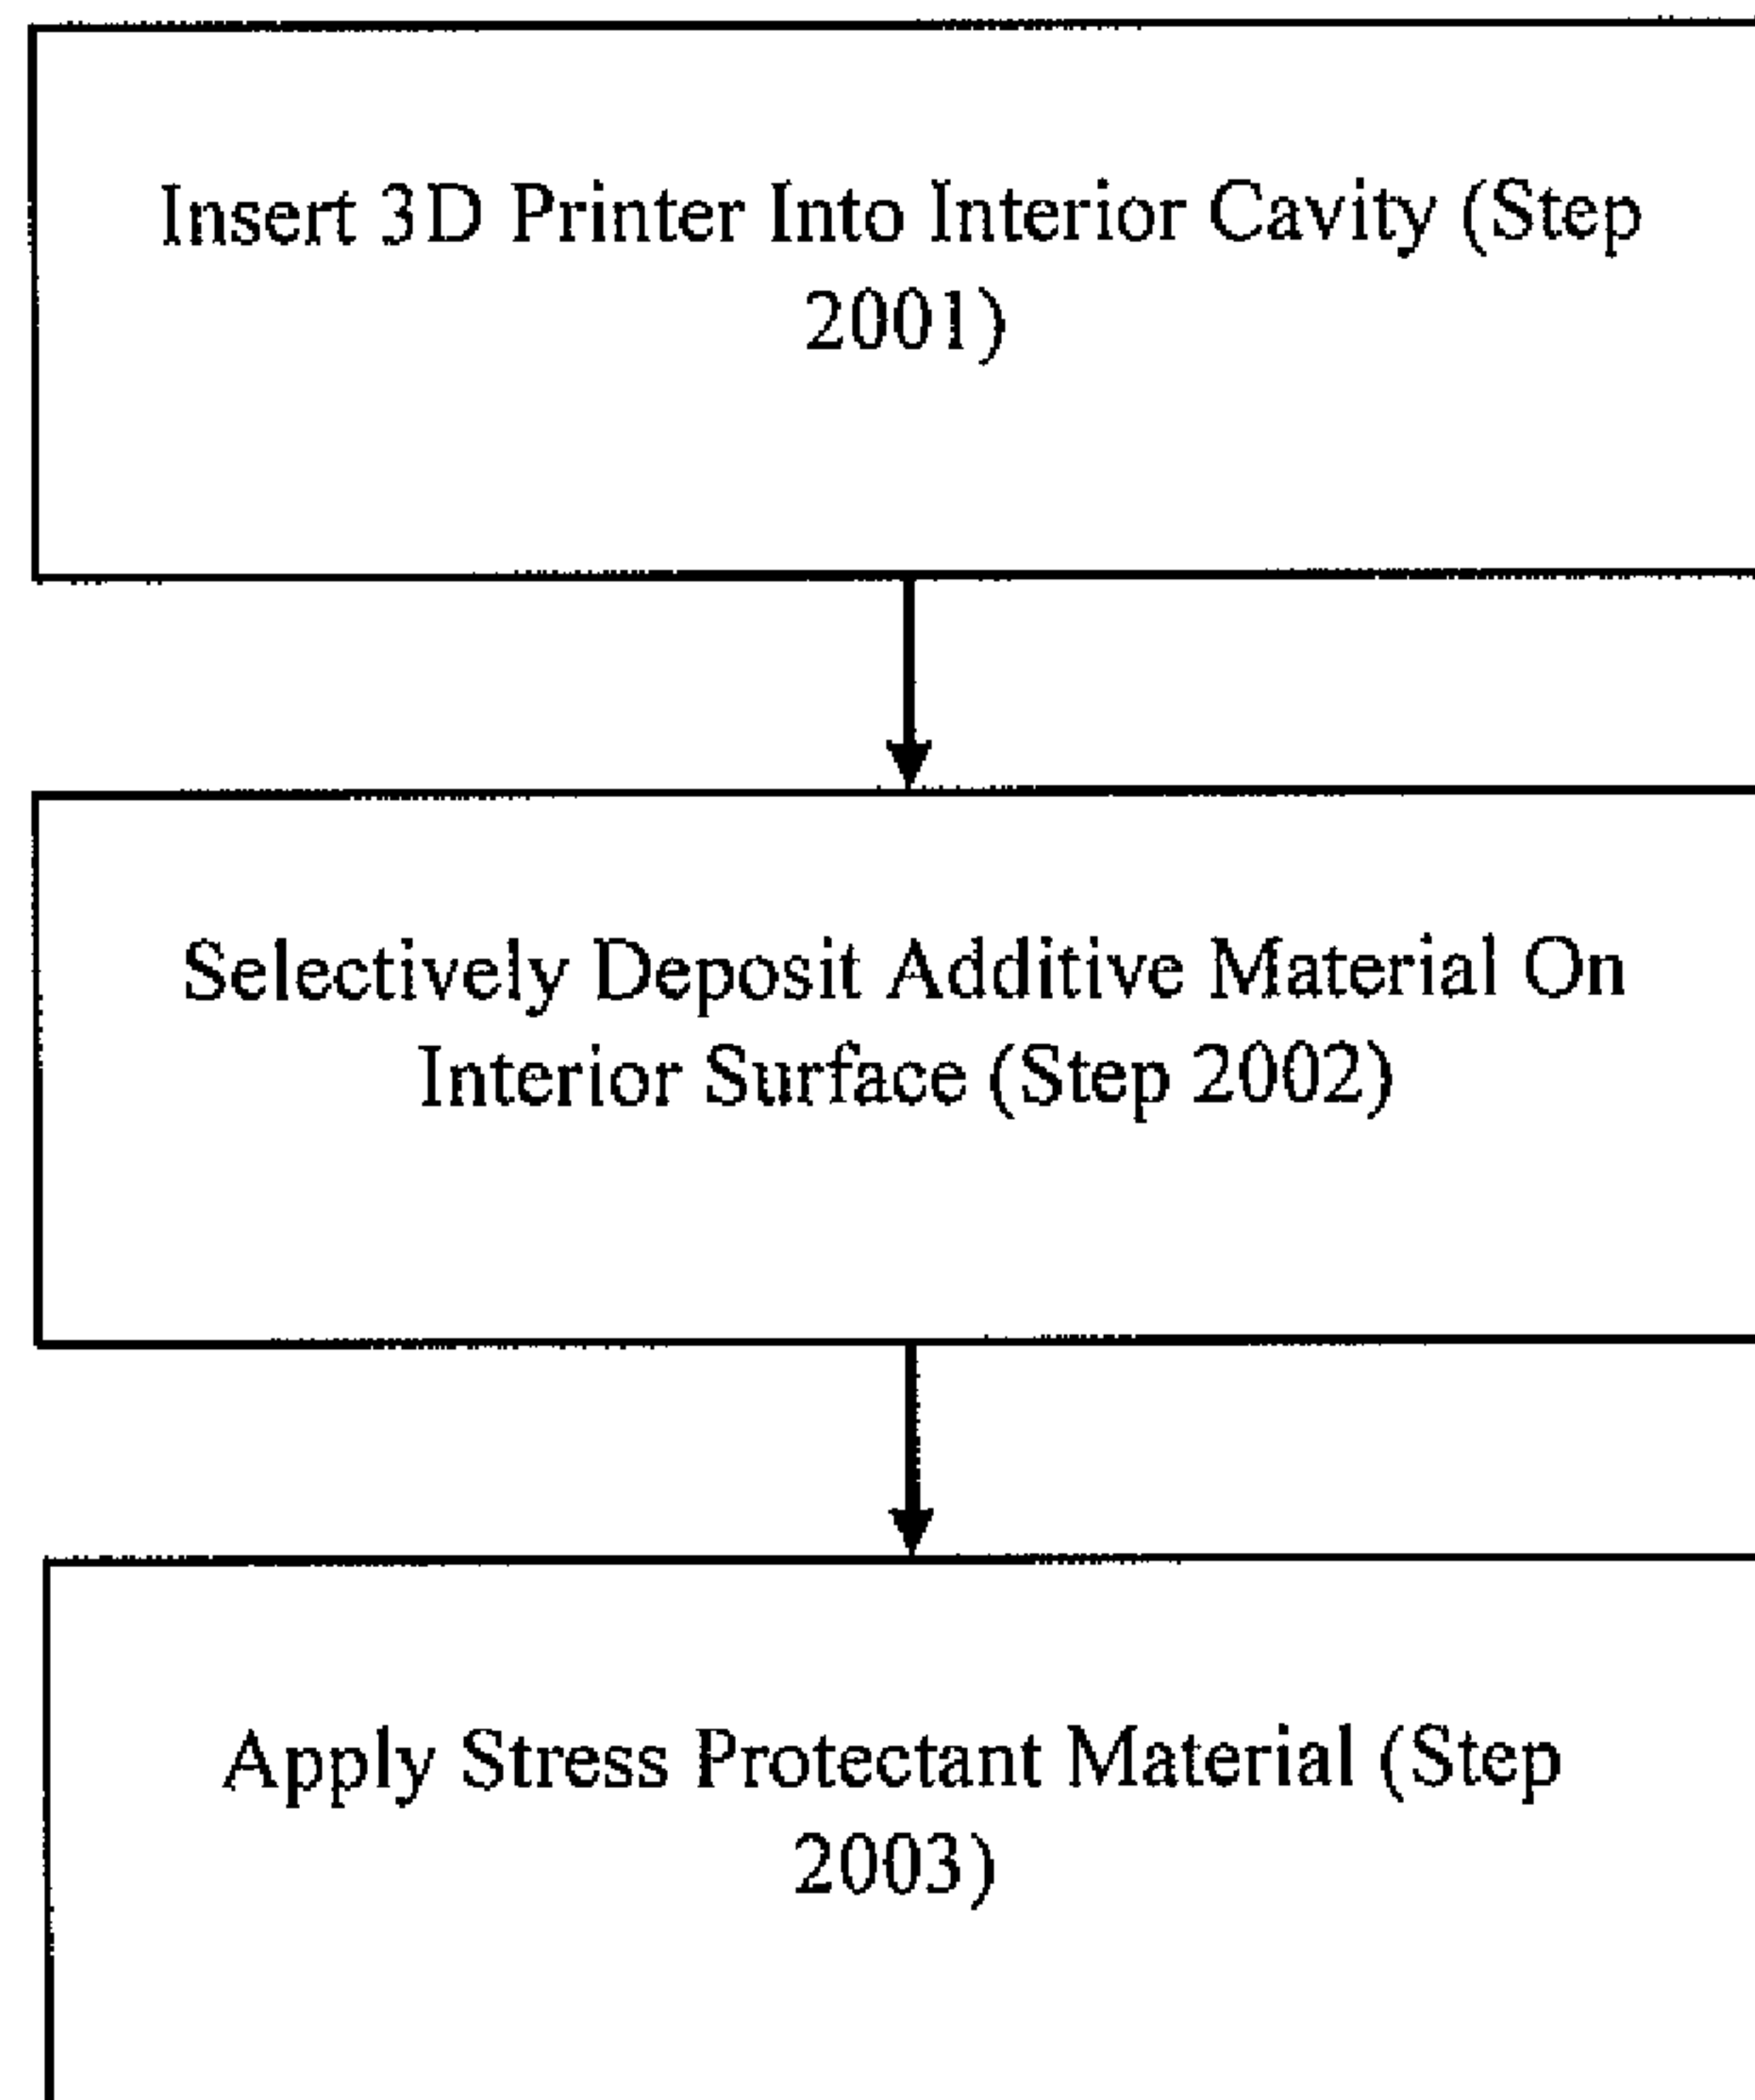 Insert 3D Printer Into Interior Cavity (Step
2001)
Selectively Deposit Additive Material On
Interior Surface (Step 2002)
Apply Stress Protectant Material (Step
2003)